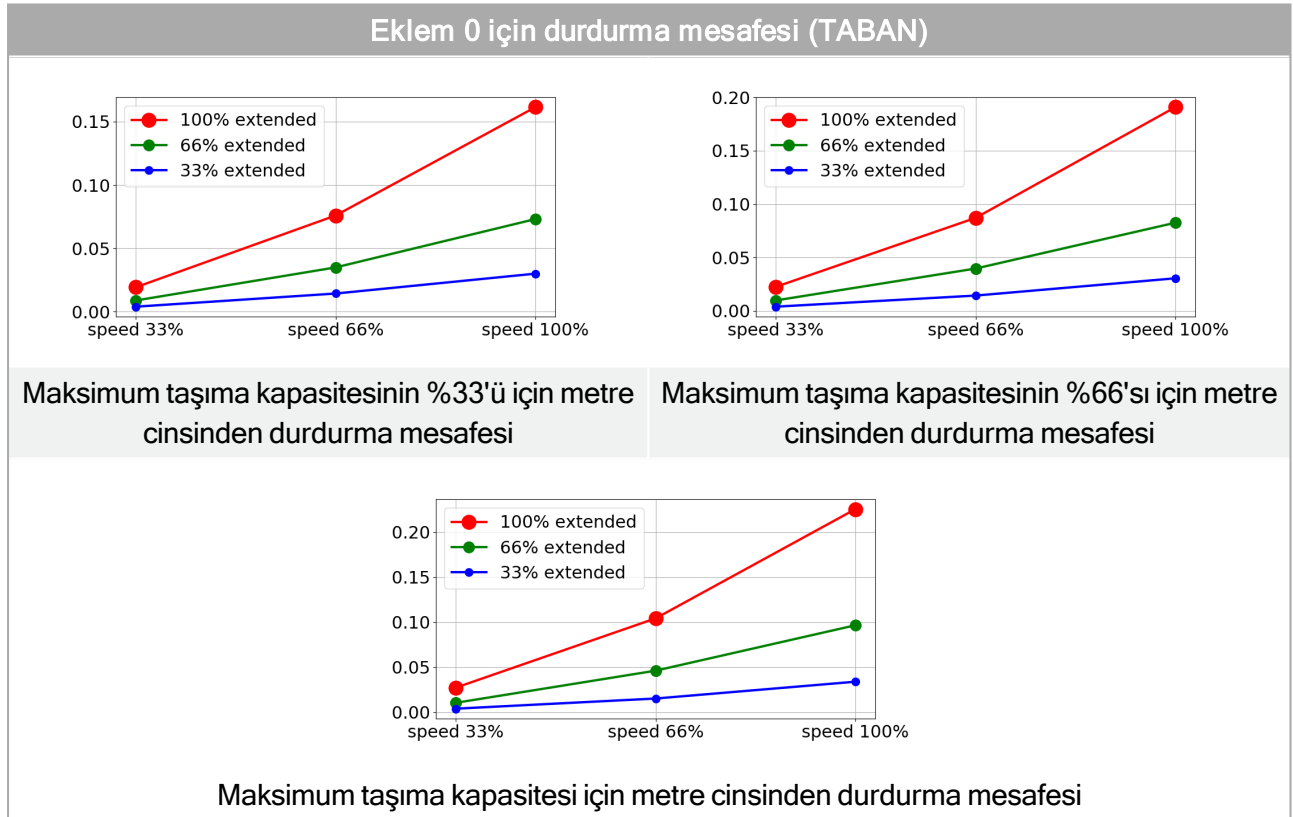 Eklem 0 için durdurma mesafesi (TABAN)
0.15
0.10
0.05
0.00
100% extended
66% extended
33% extended
speed 33% speed 66% speed 100%
0.20
0.15
0.10
0.05
0.00
100% extended
66% extended
33% extended
speed 33% speed 66% speed 100%
Maksimum taşıma kapasitesinin %33'ü için metre
cinsinden durdurma mesafesi
Maksimum taşıma kapasitesinin %66'sı için metre
cinsinden durdurma mesafesi
0.20
0.15
0.10
0.05
0.00
100% extended
66% extended
33% extended
speed 33% speed 66% speed 100%
Maksimum taşıma kapasitesi için metre cinsinden durdurma mesafesi